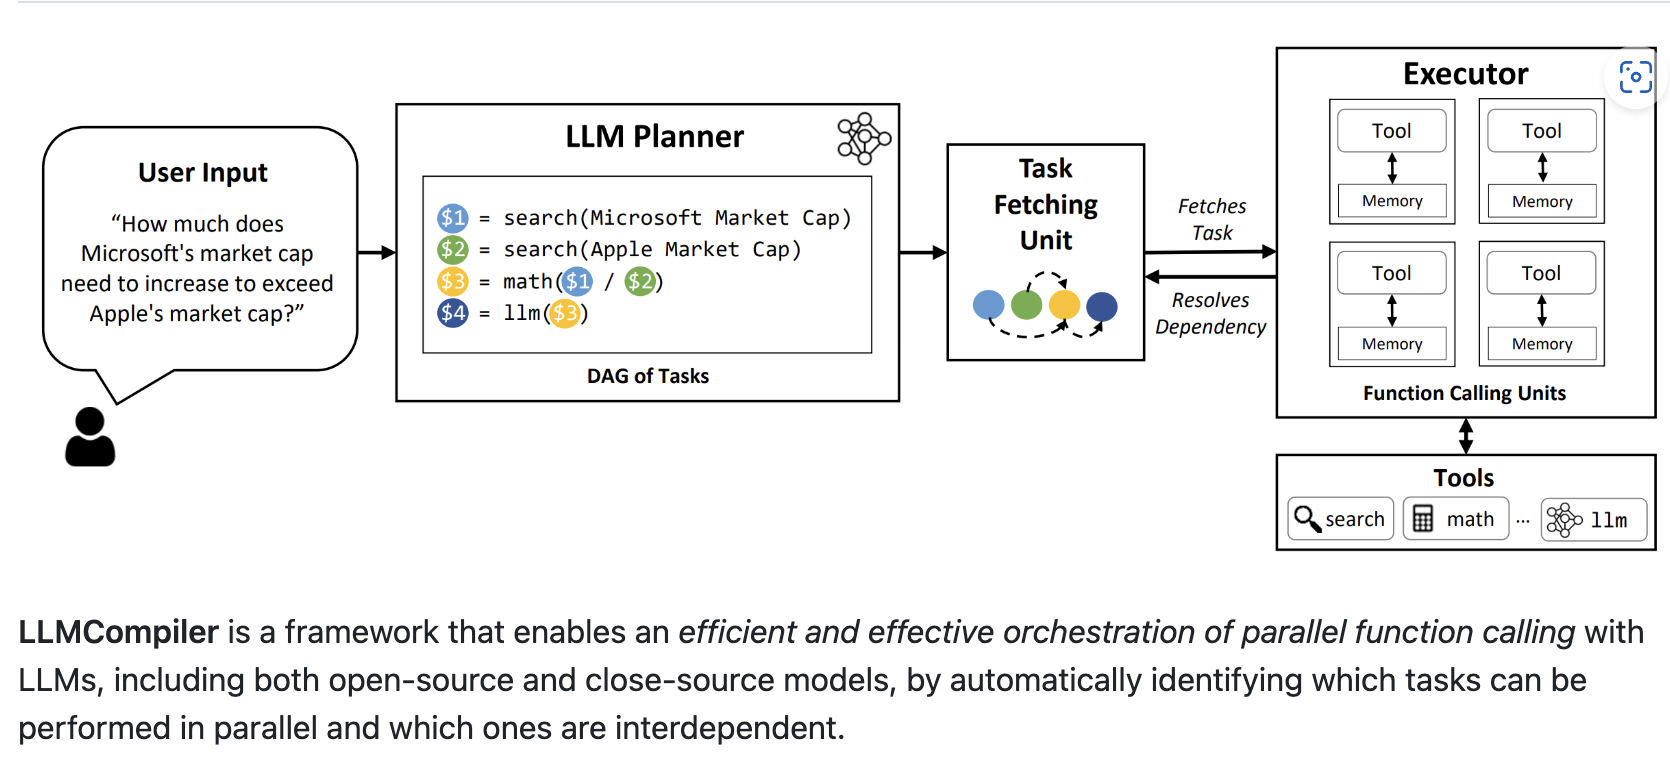 User Input
“How much does
Microsoft's market cap
need to increase to exceed
Apple's market cap?”
LLM Planner
$1 = search(Microsoft Market Cap)
$2 = search(Apple Market Cap)
$3 = math($1 / $2)
$4 = llm($3)
DAG of Tasks
Task
Fetching
Unit
Fetches
Task
Resolves
Dependency
Executor
Tool
Memory
Tool
Memory
Tool
Memory
Tool
Memory
Function Calling Units
Tools
search
math
...
llm
LLMCompiler is a framework that enables an efficient and effective orchestration of parallel function calling with
LLMs, including both open-source and close-source models, by automatically identifying which tasks can be
performed in parallel and which ones are interdependent.